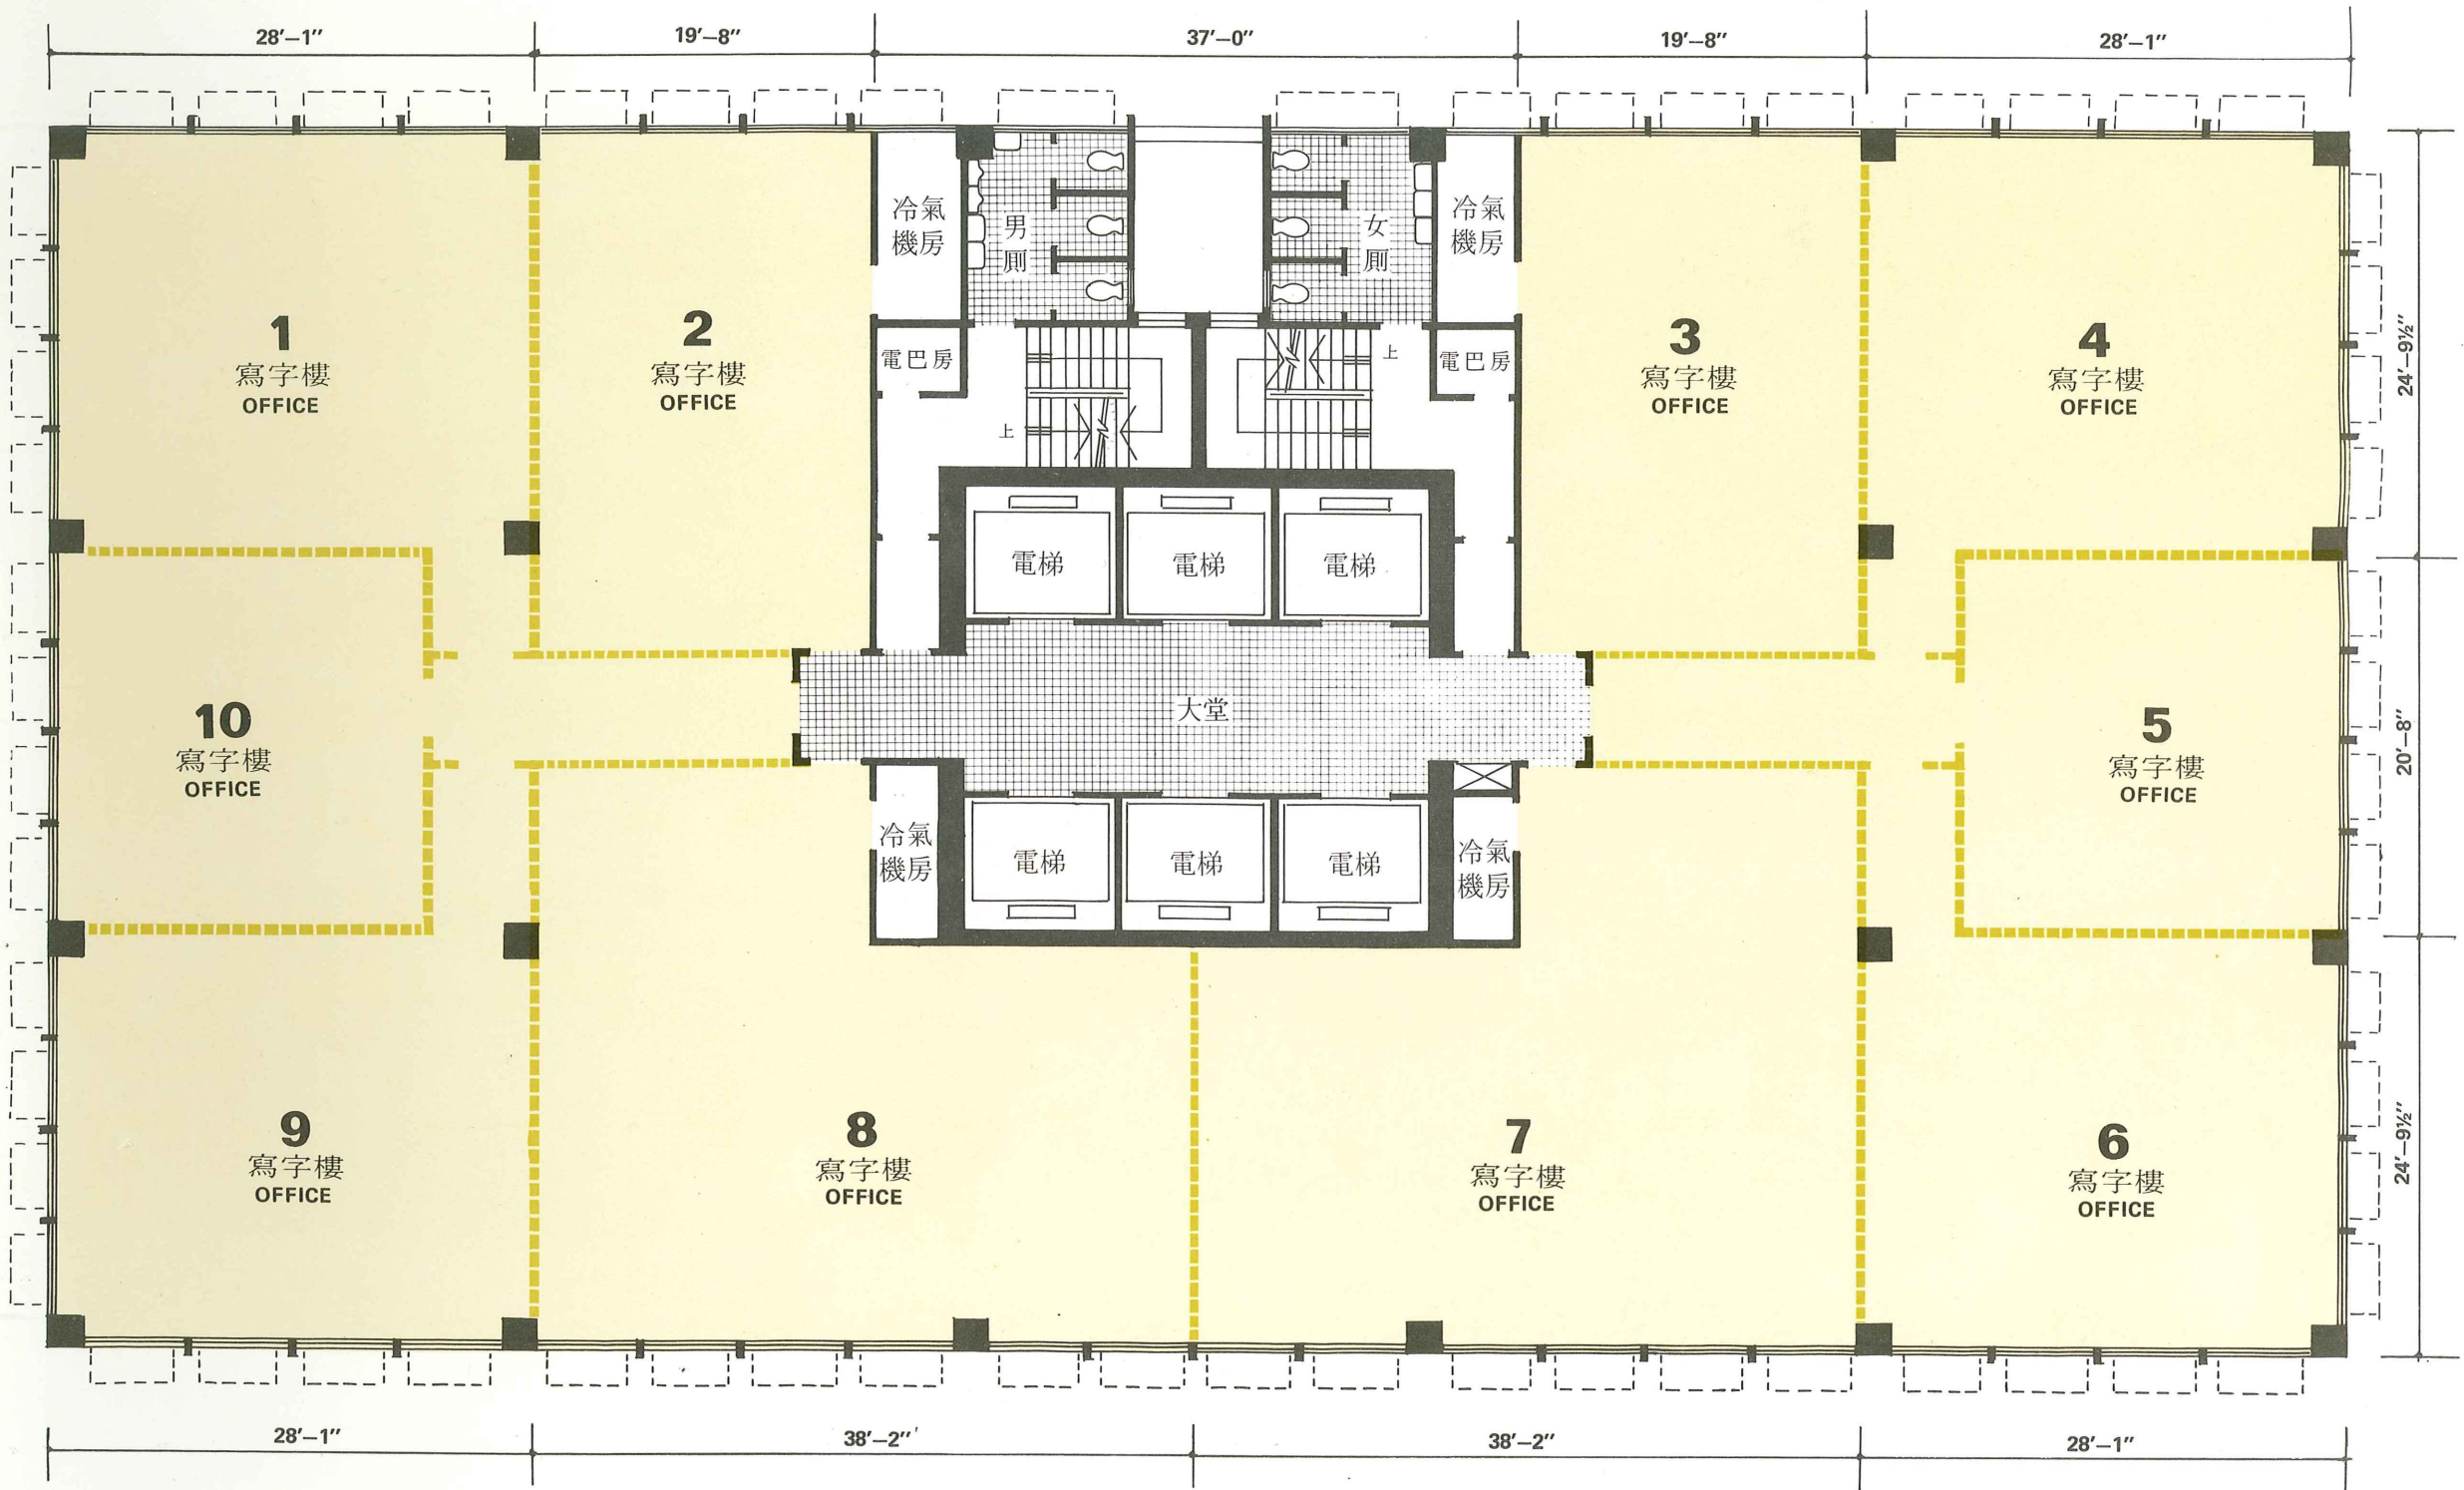 28′–1″
19′–8″
37′–0″
19′–8″
28′–1″
1
寫字樓
OFFICE
2
寫字樓
OFFICE
冷氣
機房
男
廁
女
廁
冷氣
機房
3
寫字樓
OFFICE
4
寫字樓
OFFICE
24′–9½″
電巴房
上
上
電巴房
電梯
電梯
電梯
10
寫字樓
OFFICE
大堂
5
寫字樓
OFFICE
20′–8″
冷氣
機房
電梯
電梯
電梯
冷氣
機房
9
寫字樓
OFFICE
8
寫字樓
OFFICE
7
寫字樓
OFFICE
6
寫字樓
OFFICE
24′–9½″
28′–1″
38′–2″
38′–2″
28′–1″